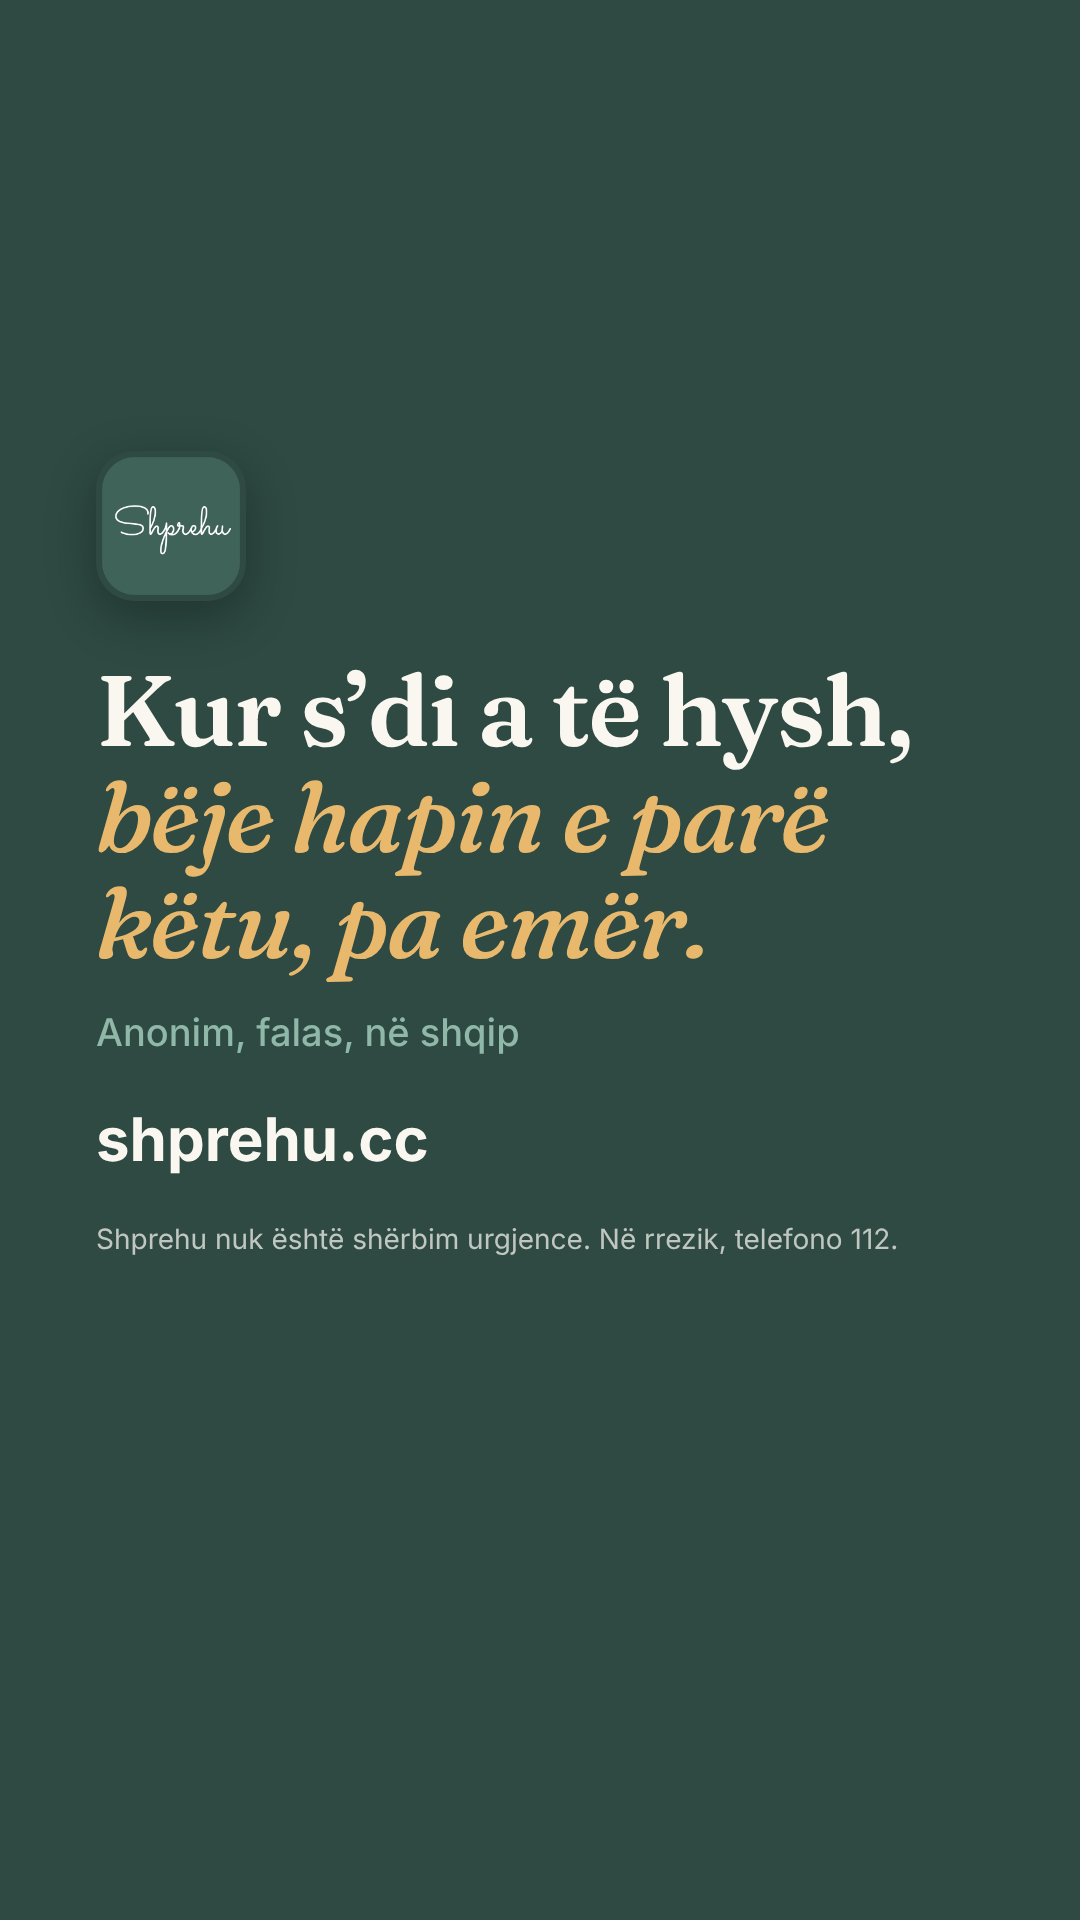 Shprehu
Kur s’di a të hysh,
bëje hapin e parë
këtu, pa emër.
Anonim, falas, në shqip
shprehu.cc
Shprehu nuk është shërbim urgjence. Në rrezik, telefono 112.